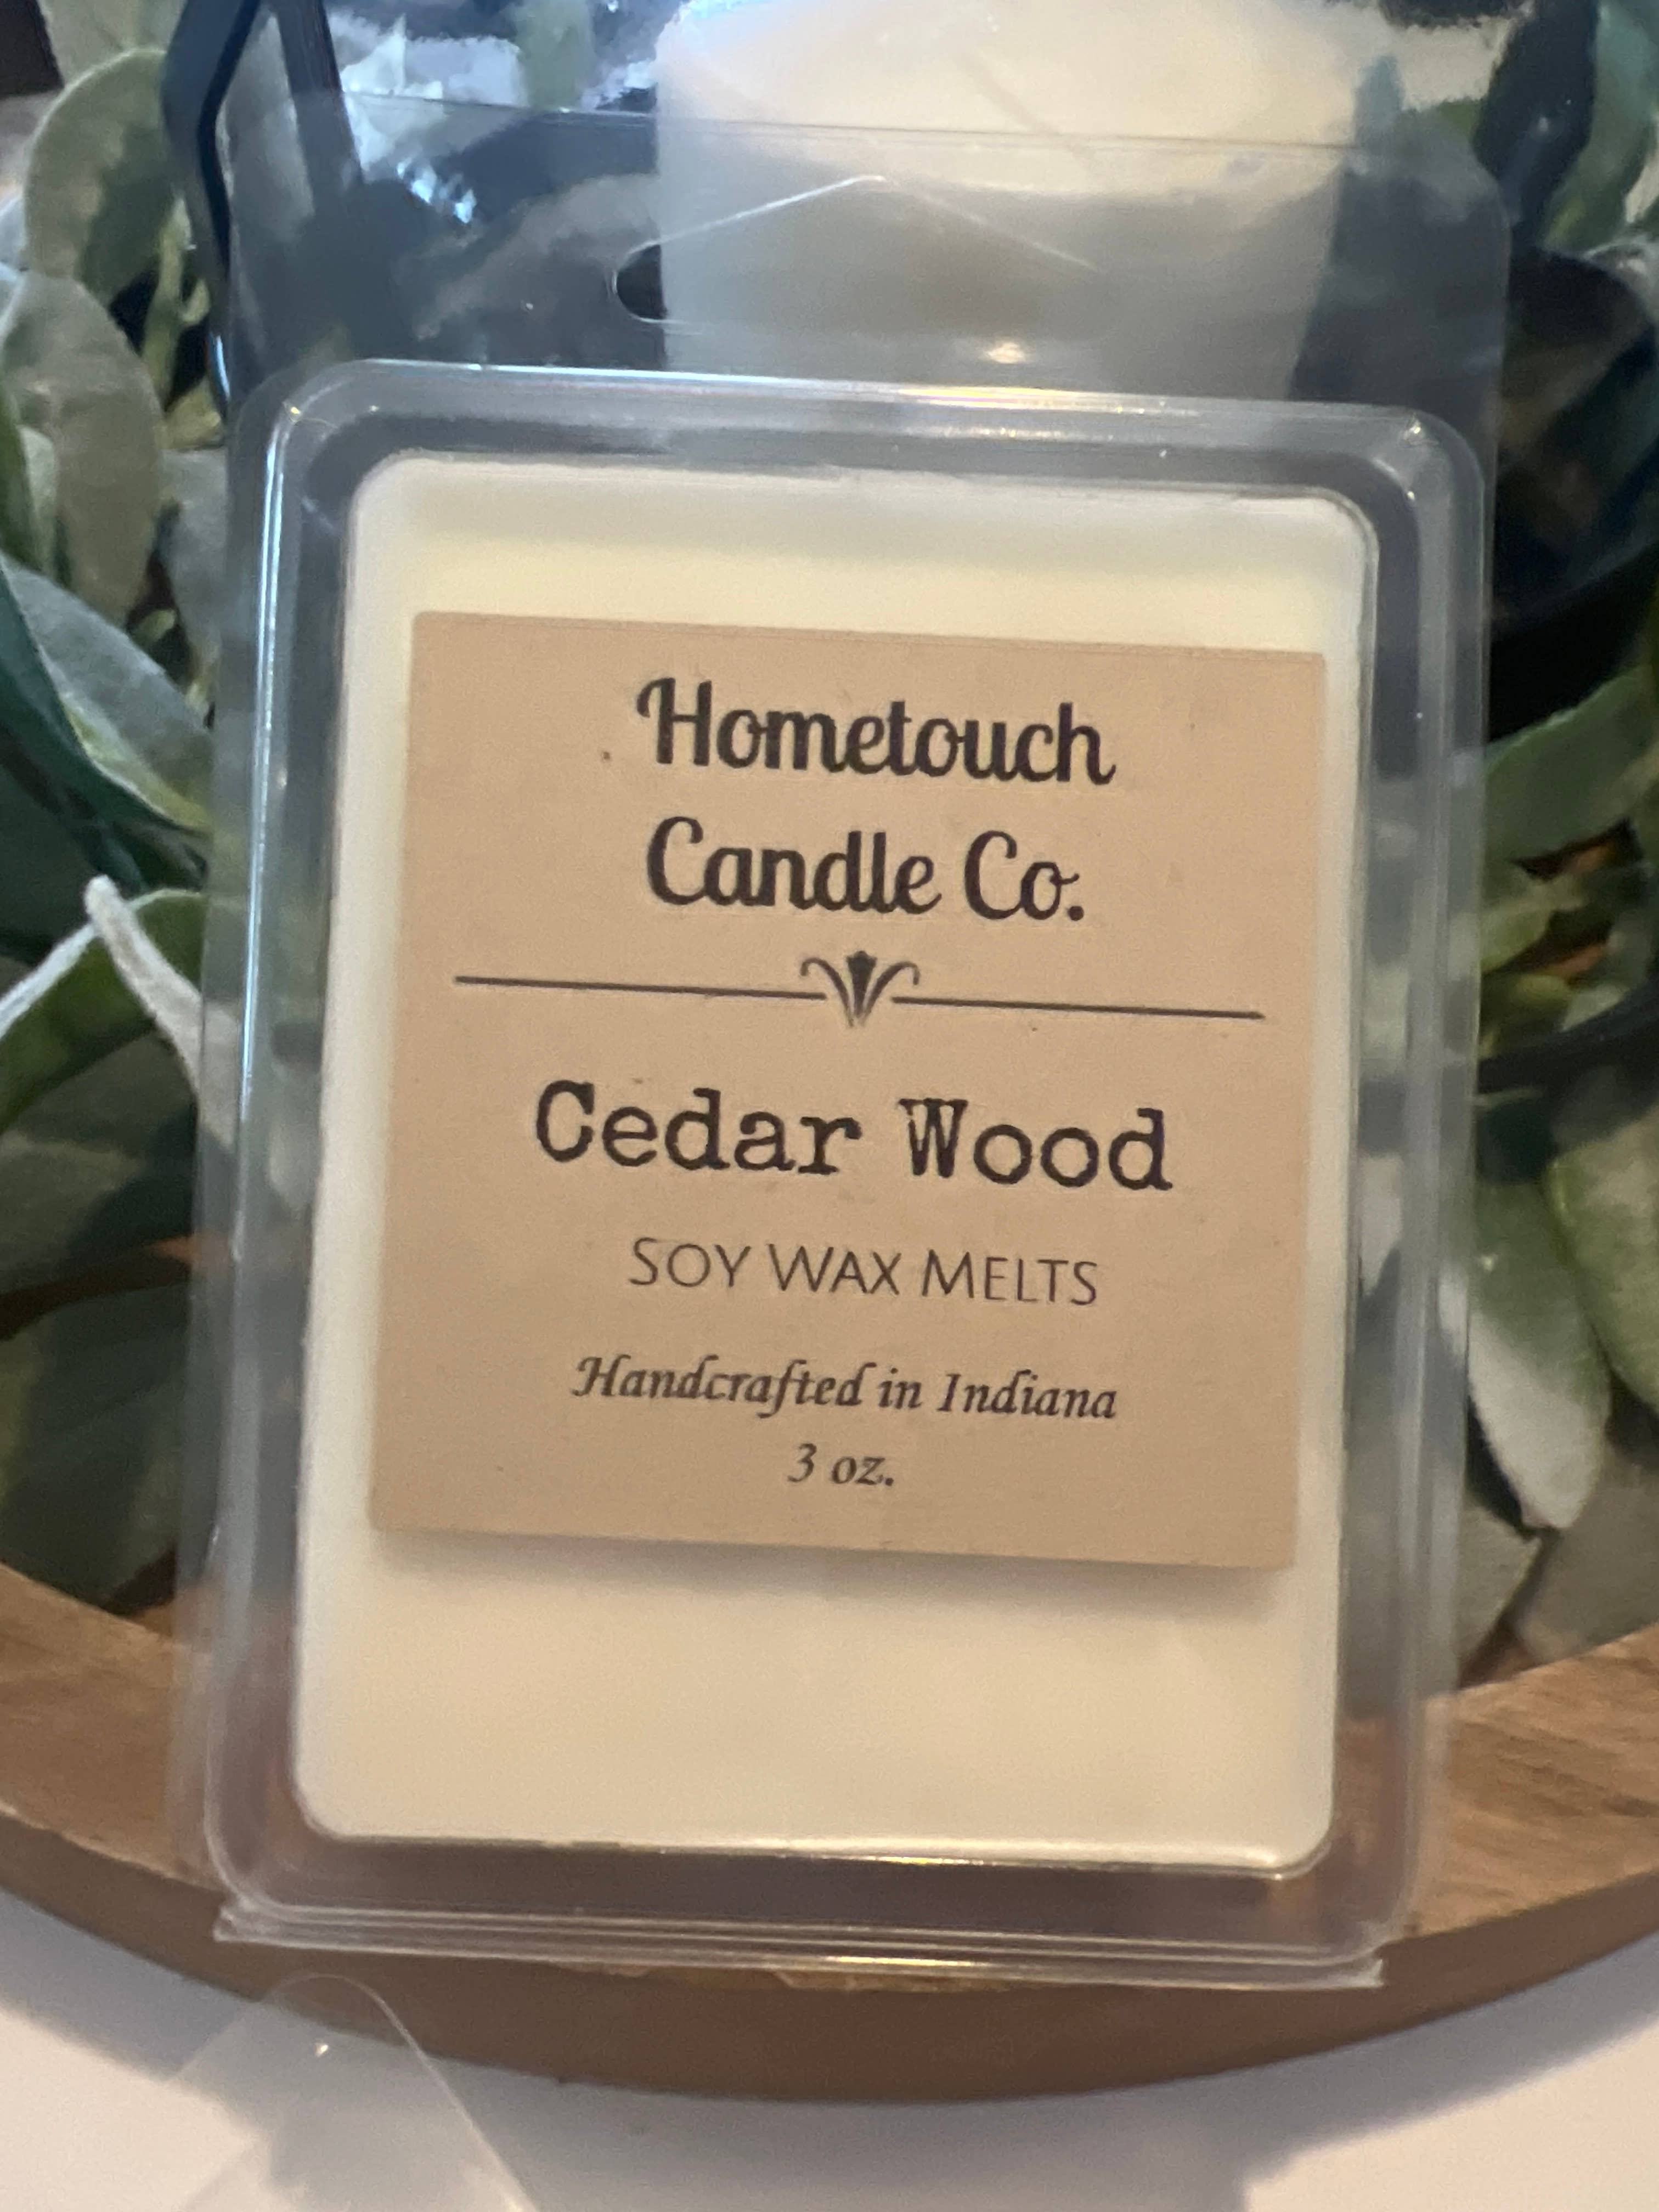 Hometouch
Candle Co.
Cedar Wood
SOY WAX MELTS
Handcrafted in Indiana
3 oz.